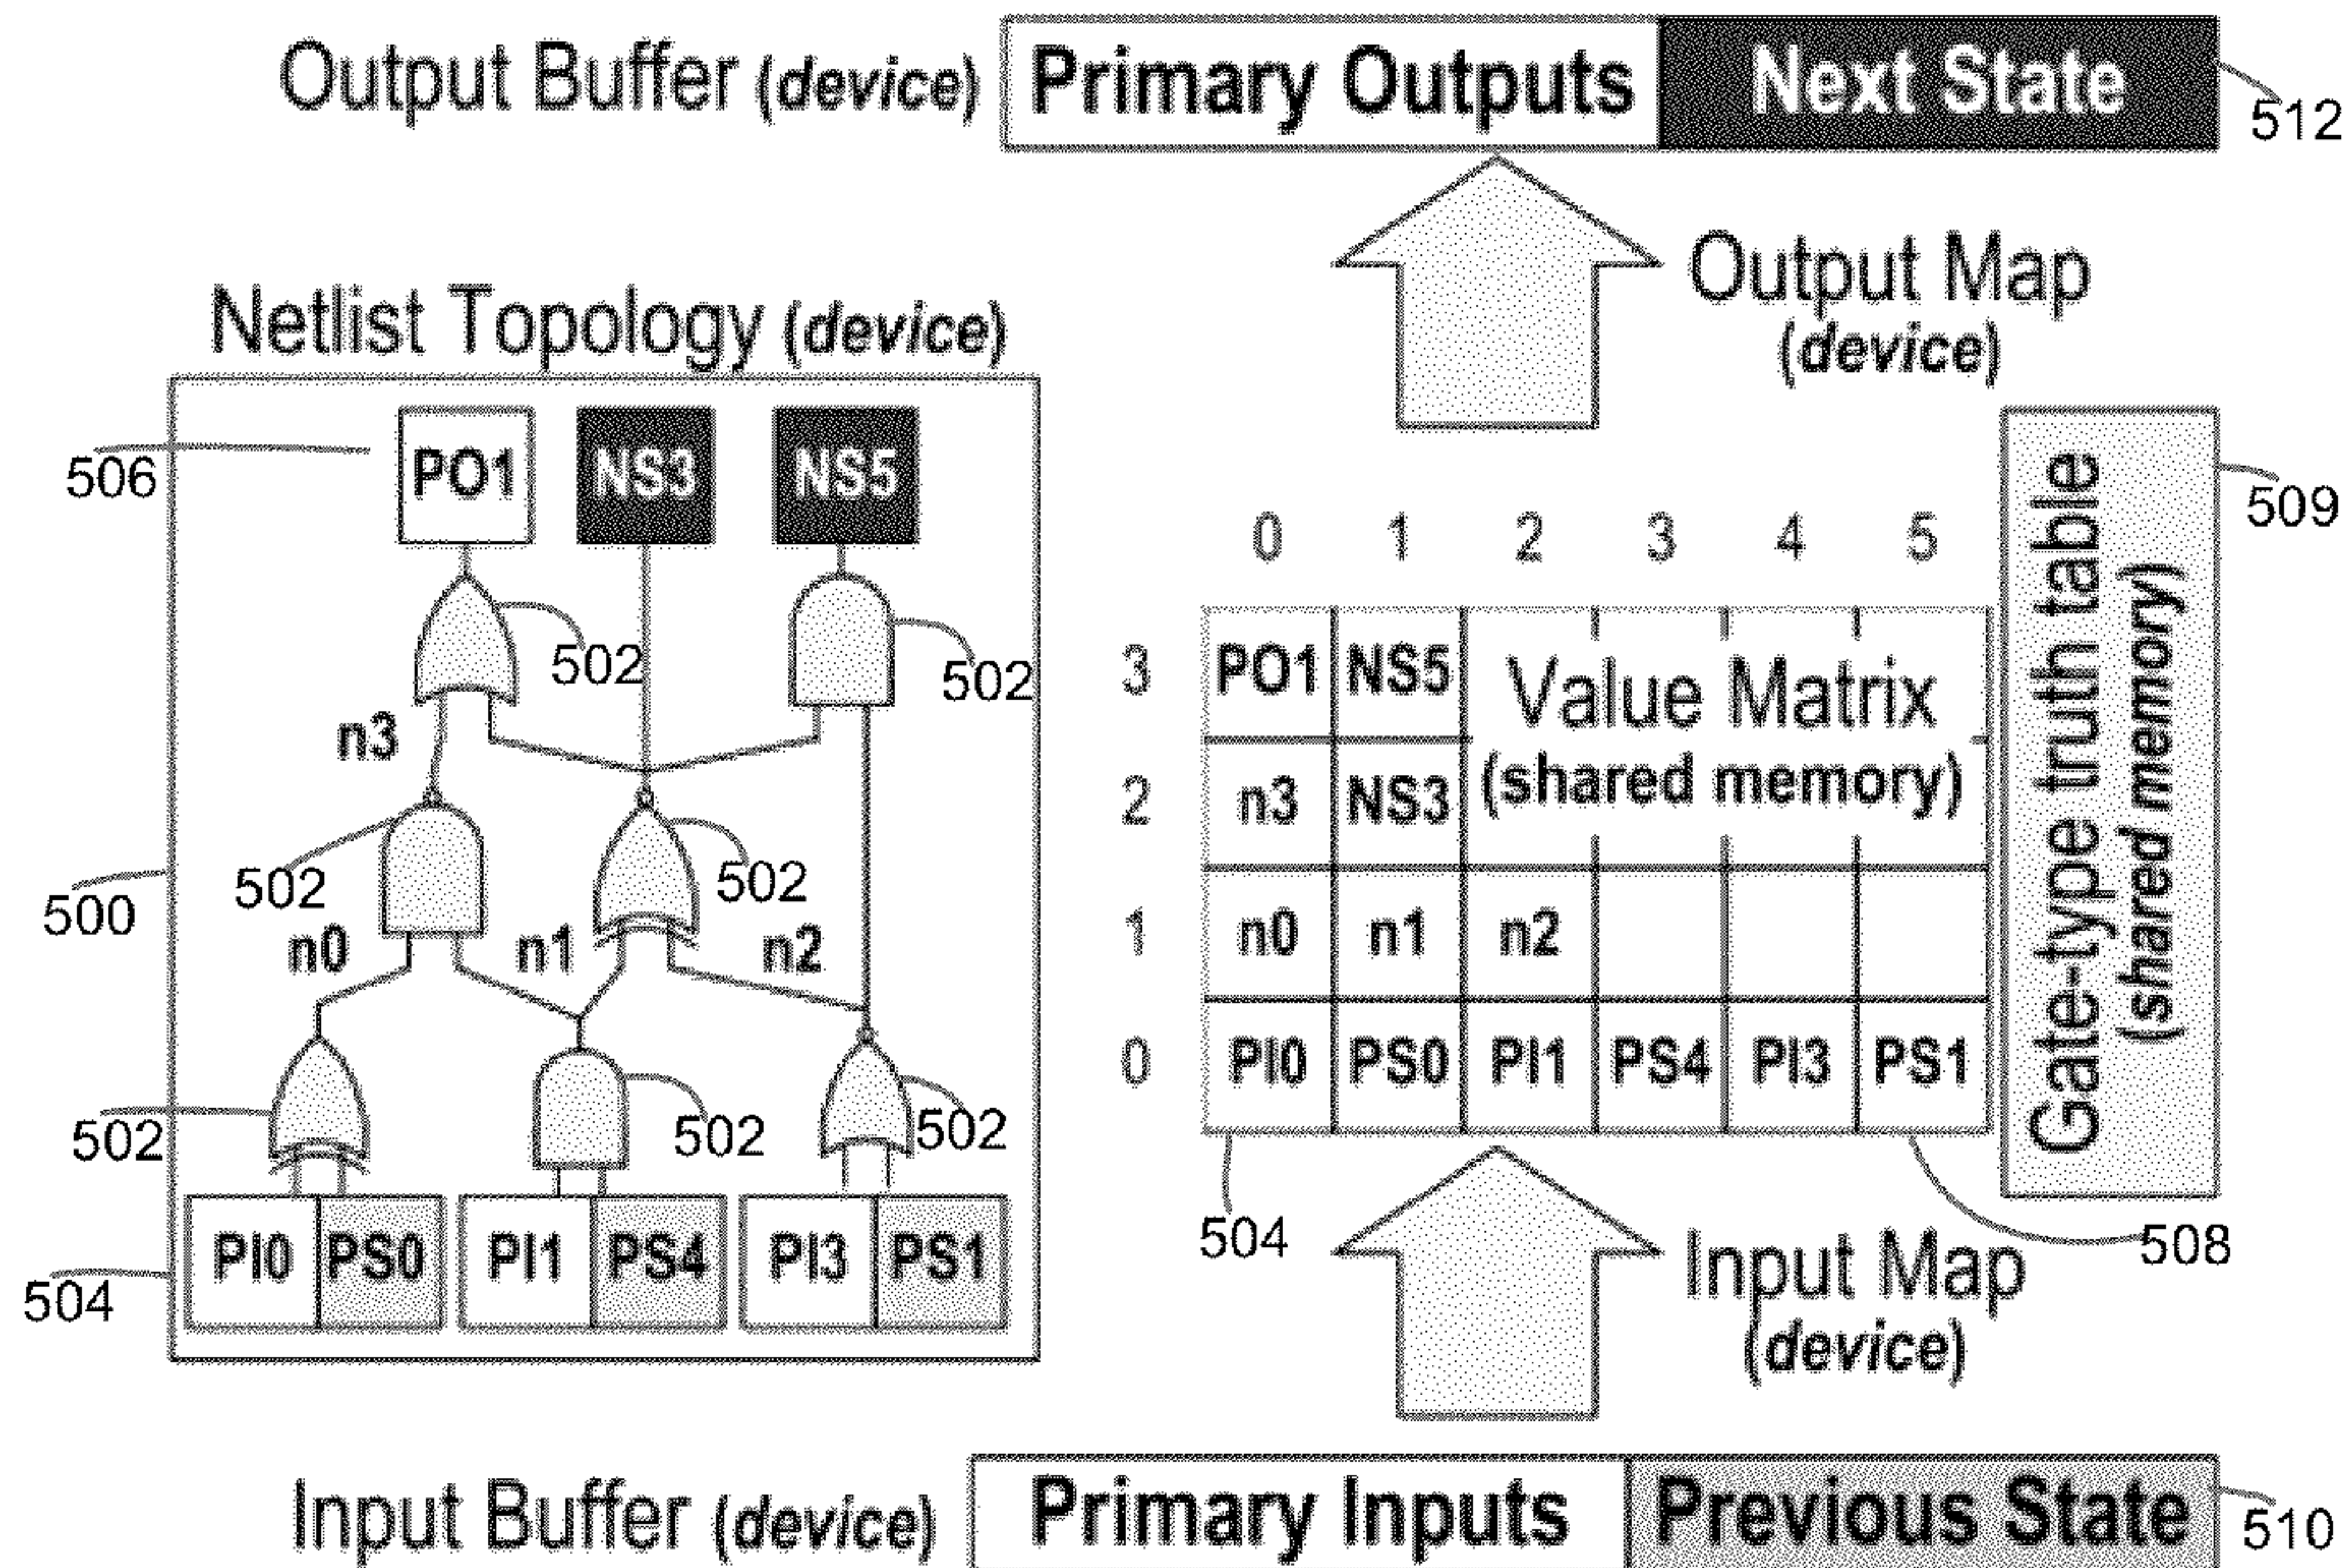 Output Buffer (device)
Primary Outputs
Next State
512
Output Map
(device)
Netlist Topology (device)
506
PO1
NS3
NS5
502
502
n3
502
502
500
n0
n1
n2
502
502
502
PI0
PS0
PI1
PS4
PI3
PS1
504
0 1 2 3 4 5
3 PO1 NS5
Value Matrix
(shared memory)
2 n3 NS3
1 n0 n1 n2
0 PI0 PS0 PI1 PS4 PI3 PS1
Gate-type truth table
(shared memory)
509
504
508
Input Map
(device)
Input Buffer (device)
Primary Inputs
Previous State
510